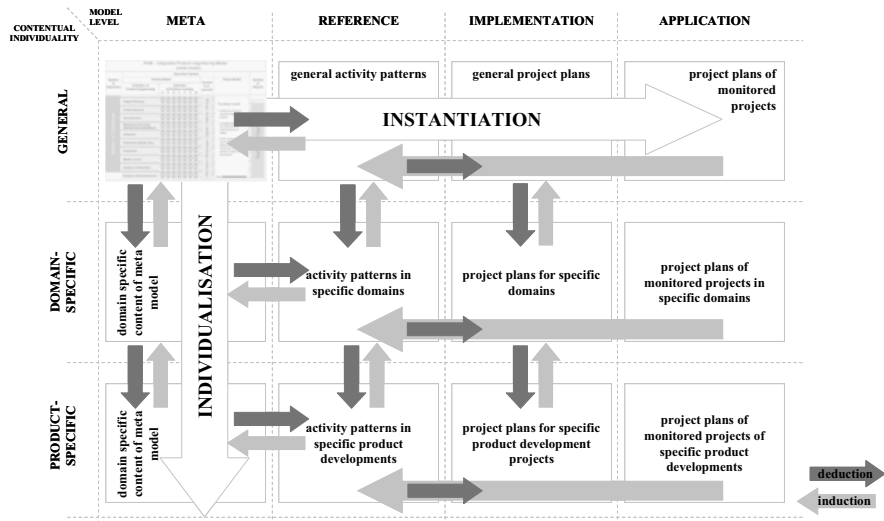 MODEL
LEVEL
CONTENTUAL
INDIVIDUALITY
META
REFERENCE
IMPLEMENTATION
APPLICATION
GENERAL
general activity patterns
general project plans
project plans of
monitored
projects
INSTANTIATION
INDIVIDUALISATION
DOMAIN-
SPECIFIC
domain specific
content of meta
model
activity patterns in
specific domains
project plans for specific
domains
project plans of
monitored projects in
specific domains
PRODUCT-
SPECIFIC
domain specific
content of meta
model
activity patterns in
specific product
developments
project plans for specific
product development
projects
project plans of
monitored projects of
specific product
developments
deduction
induction